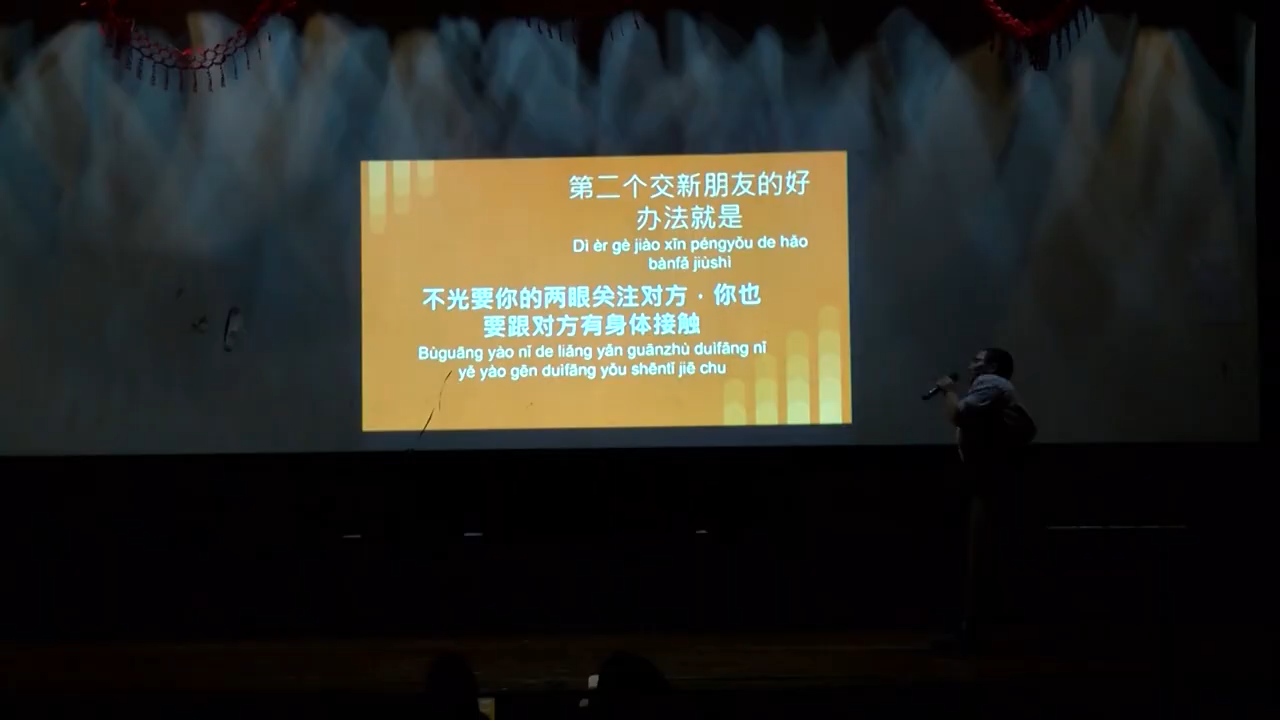 第二个交新朋友的好
办法就是
Dì èr gè jiào xīn péngyǒu de hǎo
bànfǎ jiùshì
不光要你的两眼关注对方,你也
要跟对方有身体接触
Bùguāng yào nǐ de liǎng yǎn guānzhù duìfāng nǐ
yě yào gēn duìfāng yǒu shēntǐ jiē chu